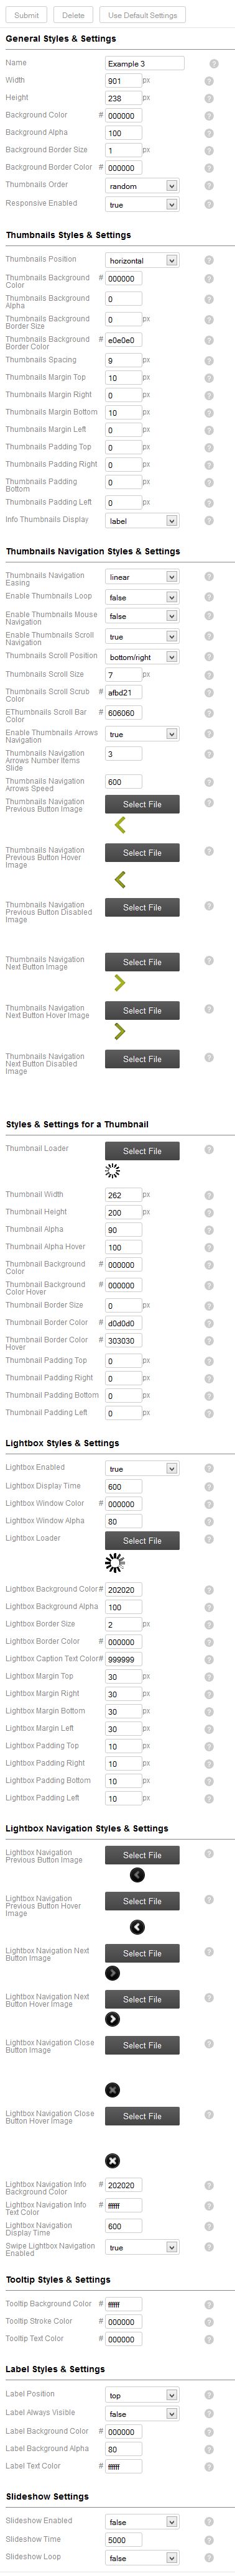 Submit Delete Use Default Settings
General Styles & Settings
Name Example 3 ?
Width 901 px ?
Height 238 px ?
Background Color # 000000 ?
Background Alpha 100 ?
Background Border Size 1 px ?
Background Border Color # 000000 ?
Thumbnails Order random ?
Responsive Enabled true ?
Thumbnails Styles & Settings
Thumbnails Position horizontal ?
Thumbnails Background # 000000 ?
Color
Thumbnails Background 0 ?
Alpha
Thumbnails Background 0 px ?
Border Size
Thumbnails Background # e0e0e0 ?
Border Color
Thumbnails Spacing 9 px ?
Thumbnails Margin Top 10 px ?
Thumbnails Margin Right 0 px ?
Thumbnails Margin Bottom 10 px ?
Thumbnails Margin Left 0 px ?
Thumbnails Padding Top 0 px ?
Thumbnails Padding Right 0 px ?
Thumbnails Padding 0 px ?
Bottom
Thumbnails Padding Left 0 px ?
Info Thumbnails Display label ?
Thumbnails Navigation Styles & Settings
Thumbnails Navigation linear ?
Easing
Enable Thumbnails Loop false ?
Enable Thumbnails Mouse false ?
Navigation
Enable Thumbnails Scroll true ?
Navigation
Thumbnails Scroll Position bottom/right ?
Thumbnails Scroll Size 7 px ?
Thumbnails Scroll Scrub # afbd21 ?
Color
EThumbnails Scroll Bar # 606060 ?
Color
Enable Thumbnails Arrows true ?
Navigation
Thumbnails Navigation 3 ?
Arrows Number Items
Slide
Thumbnails Navigation 600 ?
Arrows Speed
Thumbnails Navigation Select File ?
Previous Button Image
Thumbnails Navigation Select File ?
Previous Button Hover
Image
Thumbnails Navigation Select File ?
Previous Button Disabled
Image
Thumbnails Navigation Select File ?
Next Button Image
Thumbnails Navigation Select File ?
Next Button Hover Image
Thumbnails Navigation Select File ?
Next Button Disabled
Image
Styles & Settings for a Thumbnail
Thumbnail Loader Select File ?
Thumbnail Width 262 px ?
Thumbnail Height 200 px ?
Thumbnail Alpha 90 ?
Thumbnail Alpha Hover 100 ?
Thumbnail Background # 000000 ?
Color
Thumbnail Background # 000000 ?
Color Hover
Thumbnail Border Size 0 px ?
Thumbnail Border Color # d0d0d0 ?
Thumbnail Border Color # 303030 ?
Hover
Thumbnail Padding Top 0 px ?
Thumbnail Padding Right 0 px ?
Thumbnail Padding Bottom 0 px ?
Thumbnail Padding Left 0 px ?
Lightbox Styles & Settings
Lightbox Enabled true ?
Lightbox Display Time 600 ?
Lightbox Window Color # 000000 ?
Lightbox Window Alpha 80 ?
Lightbox Loader Select File ?
Lightbox Background Color # 202020 ?
Lightbox Background Alpha 100 ?
Lightbox Border Size 2 px ?
Lightbox Border Color # 000000 ?
Lightbox Caption Text Color # 999999 ?
Lightbox Margin Top 30 px ?
Lightbox Margin Right 30 px ?
Lightbox Margin Bottom 30 px ?
Lightbox Margin Left 30 px ?
Lightbox Padding Top 10 px ?
Lightbox Padding Right 10 px ?
Lightbox Padding Bottom 10 px ?
Lightbox Padding Left 10 px ?
Lightbox Navigation Styles & Settings
Lightbox Navigation Select File ?
Previous Button Image
Lightbox Navigation Select File ?
Previous Button Hover
Image
Lightbox Navigation Next Select File ?
Button Image
Lightbox Navigation Next Select File ?
Button Hover Image
Lightbox Navigation Close Select File ?
Button Image
Lightbox Navigation Close Select File ?
Button Hover Image
Lightbox Navigation Info # 202020 ?
Background Color
Lightbox Navigation Info # ffffff ?
Text Color
Lightbox Navigation 600 ?
Display Time
Swipe Lightbox Navigation true ?
Enabled
Tooltip Styles & Settings
Tooltip Background Color # ffffff ?
Tooltip Stroke Color # 000000 ?
Tooltip Text Color # 000000 ?
Label Styles & Settings
Label Position top ?
Label Always Visible false ?
Label Background Color # 000000 ?
Label Background Alpha 80 ?
Label Text Color # ffffff ?
Slideshow Settings
Slideshow Enabled false ?
Slideshow Time 5000 ?
Slideshow Loop false ?